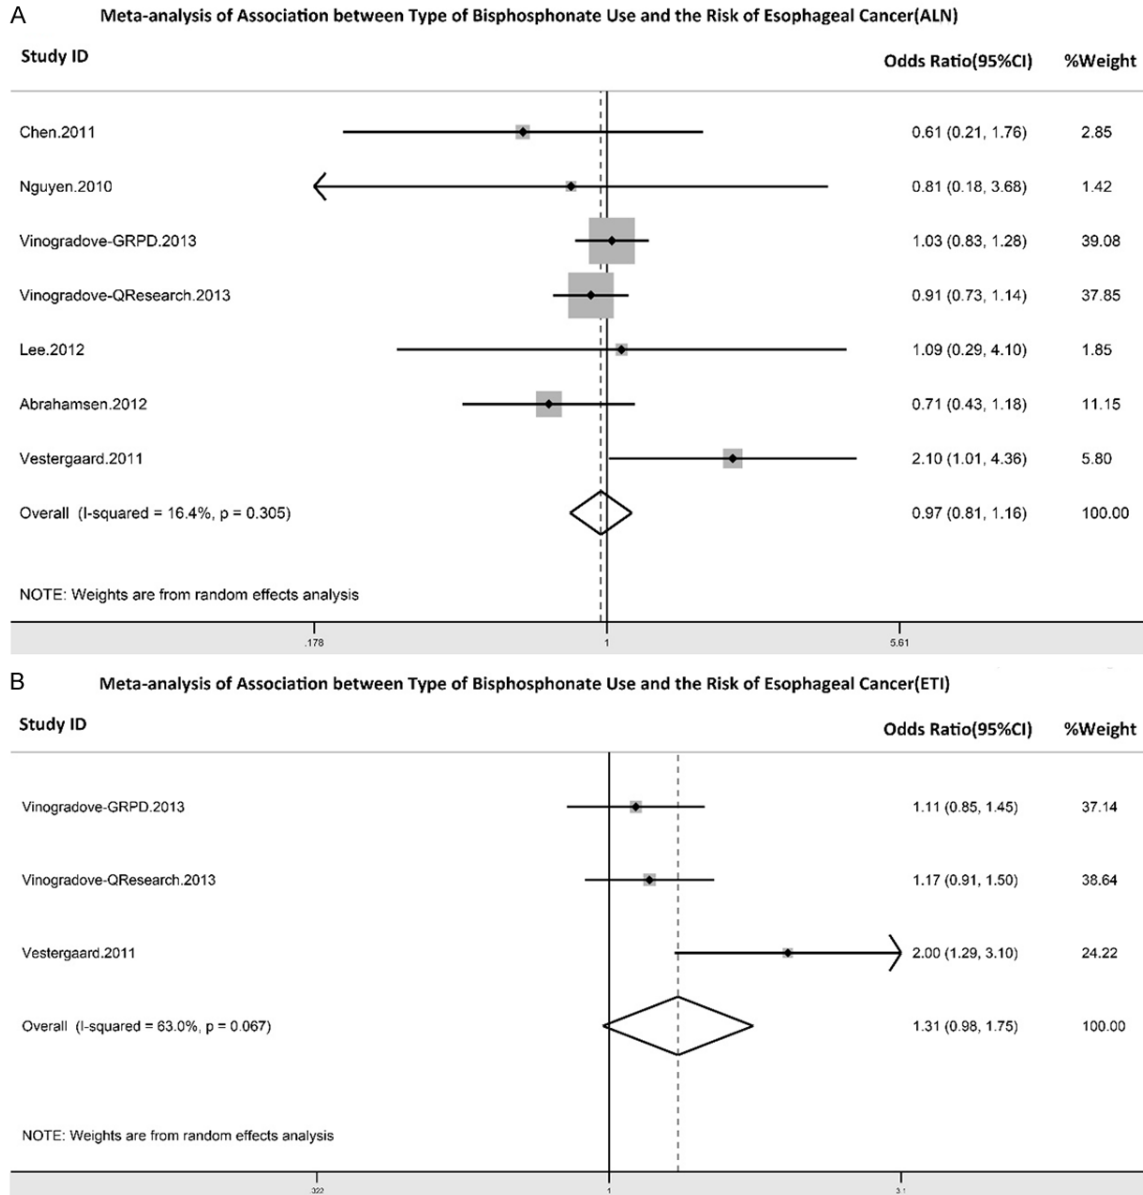 A
Meta-analysis of Association between Type of Bisphosphonate Use and the Risk of Esophageal Cancer(ALN)
Study ID Odds Ratio(95%CI) %Weight
Chen.2011 0.61 (0.21, 1.76) 2.85
Nguyen.2010 0.81 (0.18, 3.68) 1.42
Vinogradove-GRPD.2013 1.03 (0.83, 1.28) 39.08
Vinogradove-QResearch.2013 0.91 (0.73, 1.14) 37.85
Lee.2012 1.09 (0.29, 4.10) 1.85
Abrahamsen.2012 0.71 (0.43, 1.18) 11.15
Vestergaard.2011 2.10 (1.01, 4.36) 5.80
Overall (I-squared = 16.4%, p = 0.305) 0.97 (0.81, 1.16) 100.00
NOTE: Weights are from random effects analysis
.178 1 5.61
B
Meta-analysis of Association between Type of Bisphosphonate Use and the Risk of Esophageal Cancer(ETI)
Study ID Odds Ratio(95%CI) %Weight
Vinogradove-GRPD.2013 1.11 (0.85, 1.45) 37.14
Vinogradove-QResearch.2013 1.17 (0.91, 1.50) 38.64
Vestergaard.2011 2.00 (1.29, 3.10) 24.22
Overall (I-squared = 63.0%, p = 0.067) 1.31 (0.98, 1.75) 100.00
NOTE: Weights are from random effects analysis
.322 1 3.1